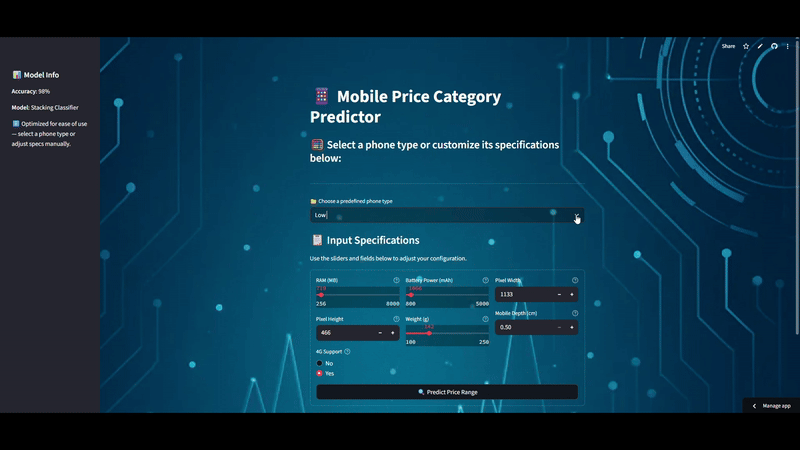 Share
Model Info
Accuracy: 98%
Model: Stacking Classifier
Optimized for ease of use
— select a phone type or
adjust specs manually.
Mobile Price Category
Predictor
Select a phone type or customize its specifications
below:
Choose a predefined phone type
Low
Input Specifications
Use the sliders and fields below to adjust your configuration.
RAM (MB)
256 8000
Battery Power (mAh)
800 5000
Pixel Width
1133
Pixel Height
466
Weight (g)
100 250
Mobile Depth (cm)
0.50
4G Support
No
Yes
Predict Price Range
Manage app